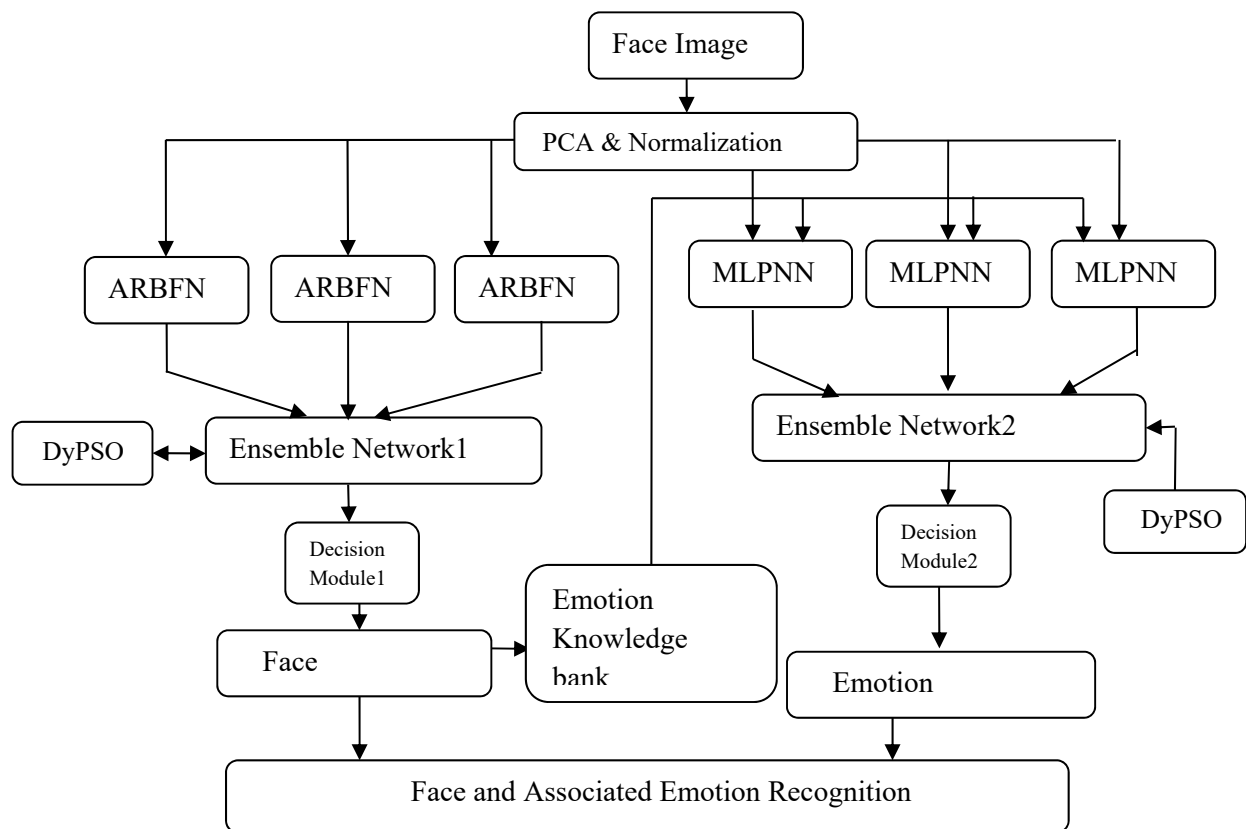 Face Image
PCA & Normalization
ARBFN
ARBFN
ARBFN
MLPNN
MLPNN
MLPNN
DyPSO
Ensemble Network1
Ensemble Network2
DyPSO
Decision
Module1
Decision
Module2
Face
Emotion
Knowledge
bank
Emotion
Face and Associated Emotion Recognition